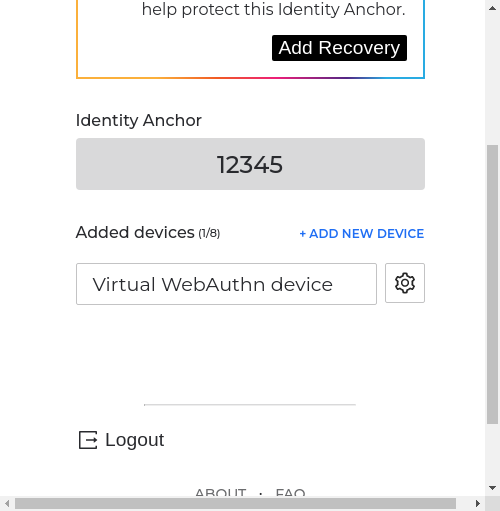 help protect this Identity Anchor.
Add Recovery
Identity Anchor
12345
Added devices (1/8)
+ ADD NEW DEVICE
Virtual WebAuthn device
Logout
ABOUT · FAQ